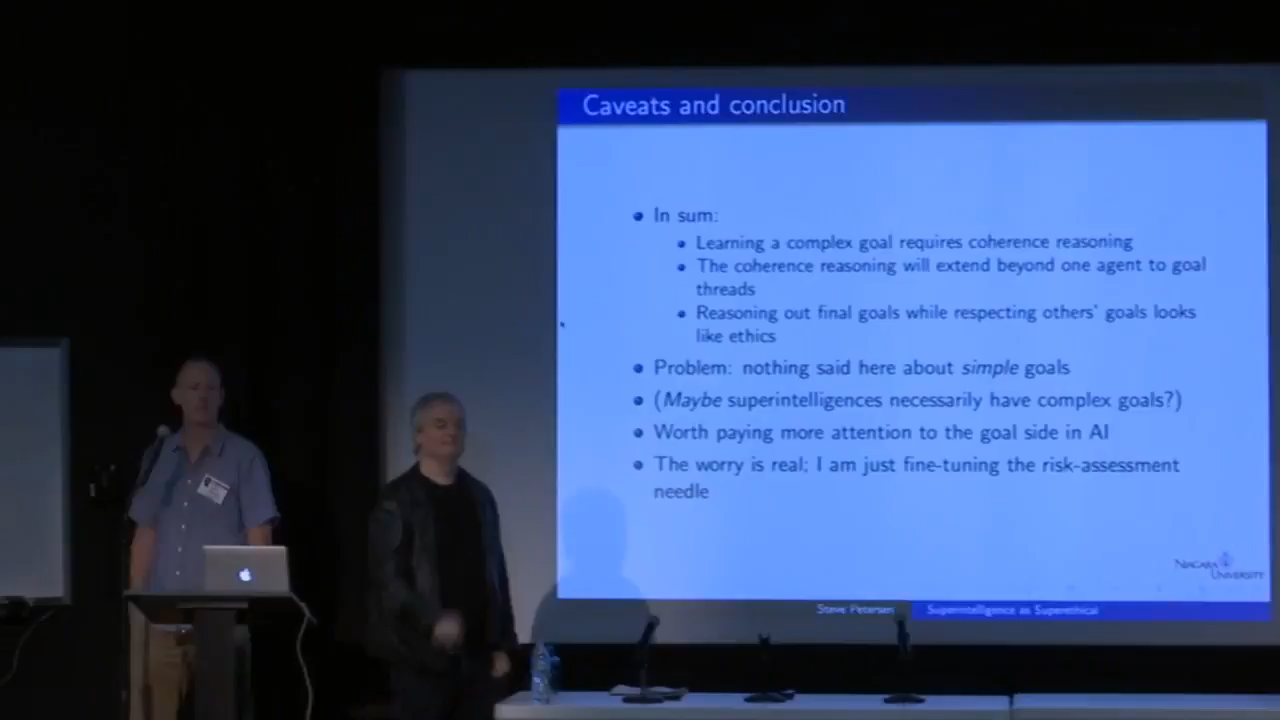 Caveats and conclusion
In sum:
Learning a complex goal requires coherence reasoning
The coherence reasoning will extend beyond one agent to goal
threads
Reasoning out final goals while respecting others' goals looks
like ethics
Problem: nothing said here about simple goals
(Maybe superintelligences necessarily have complex goals?)
Worth paying more attention to the goal side in AI
The worry is real; I am just fine-tuning the risk-assessment
needle
NIAGARA
UNIVERSITY
Steve Petersen
Superintelligence as Superethical